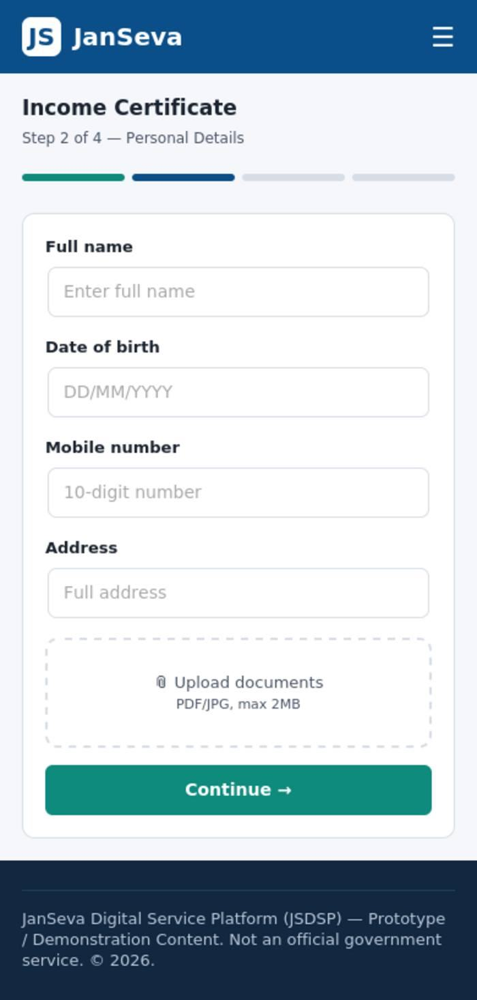 JS JanSeva ☰
Income Certificate
Step 2 of 4 — Personal Details
Full name
Enter full name
Date of birth
DD/MM/YYYY
Mobile number
10-digit number
Address
Full address
📎 Upload documents
PDF/JPG, max 2MB
Continue →
JanSeva Digital Service Platform (JSDSP) — Prototype
/ Demonstration Content. Not an official government
service. © 2026.